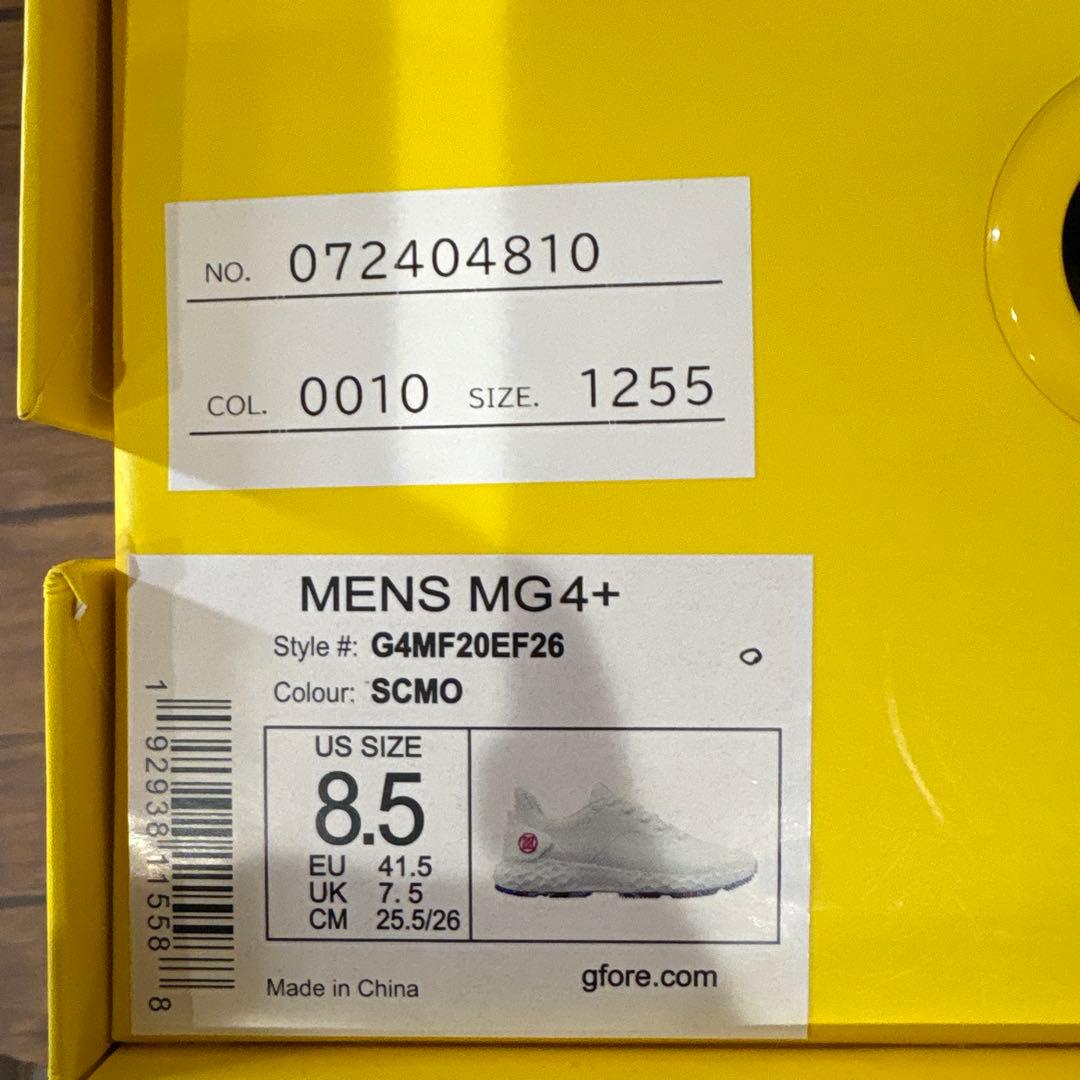 NO. 072404810
COL. 0010 SIZE. 1255
MENS MG4+
Style #: G4MF20EF26
Colour: SCMO
US SIZE
8.5
EU 41.5
UK 7.5
CM 25.5/26
1 92938 11558 8
Made in China
gfore.com